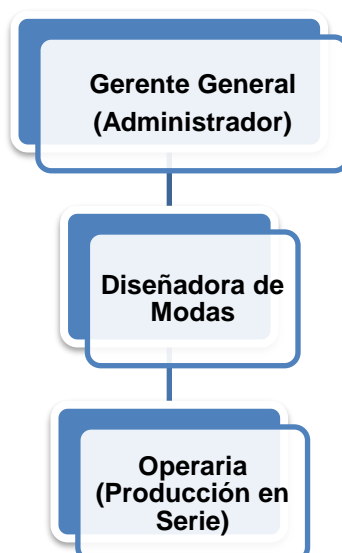 Gerente General
(Administrador)
Diseñadora de
Modas
Operaria
(Producción en
Serie)